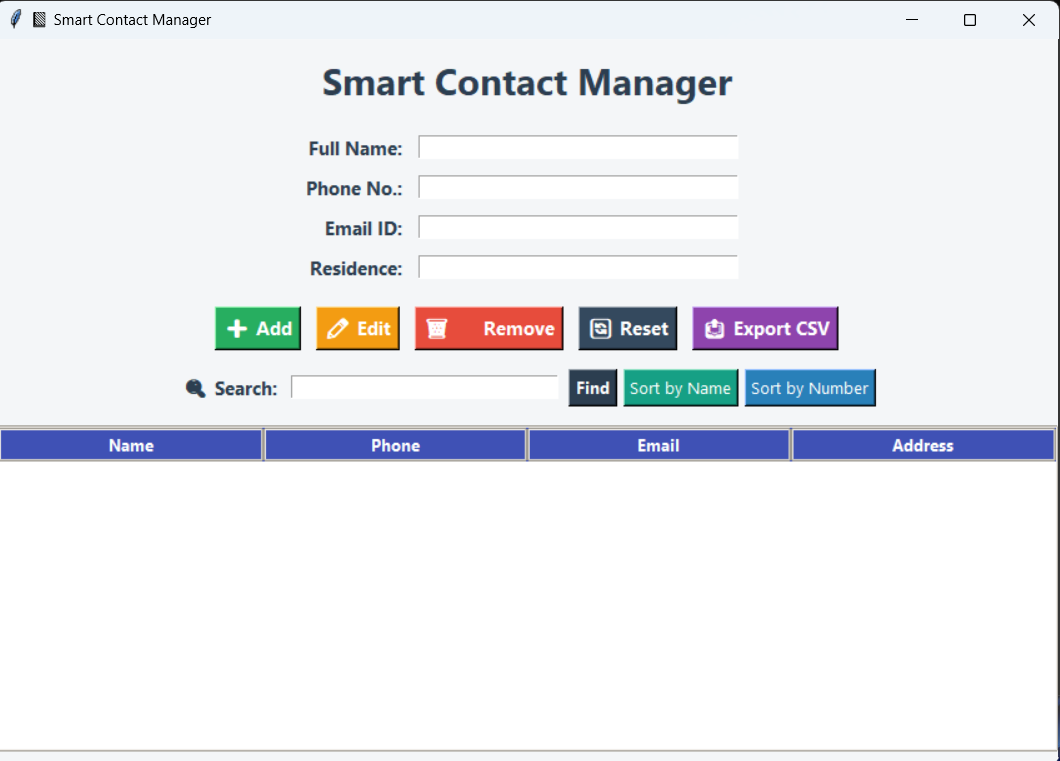 Smart Contact Manager
Smart Contact Manager
Full Name:
Phone No.:
Email ID:
Residence:
Add Edit Remove Reset Export CSV
Search: Find Sort by Name Sort by Number
Name Phone Email Address